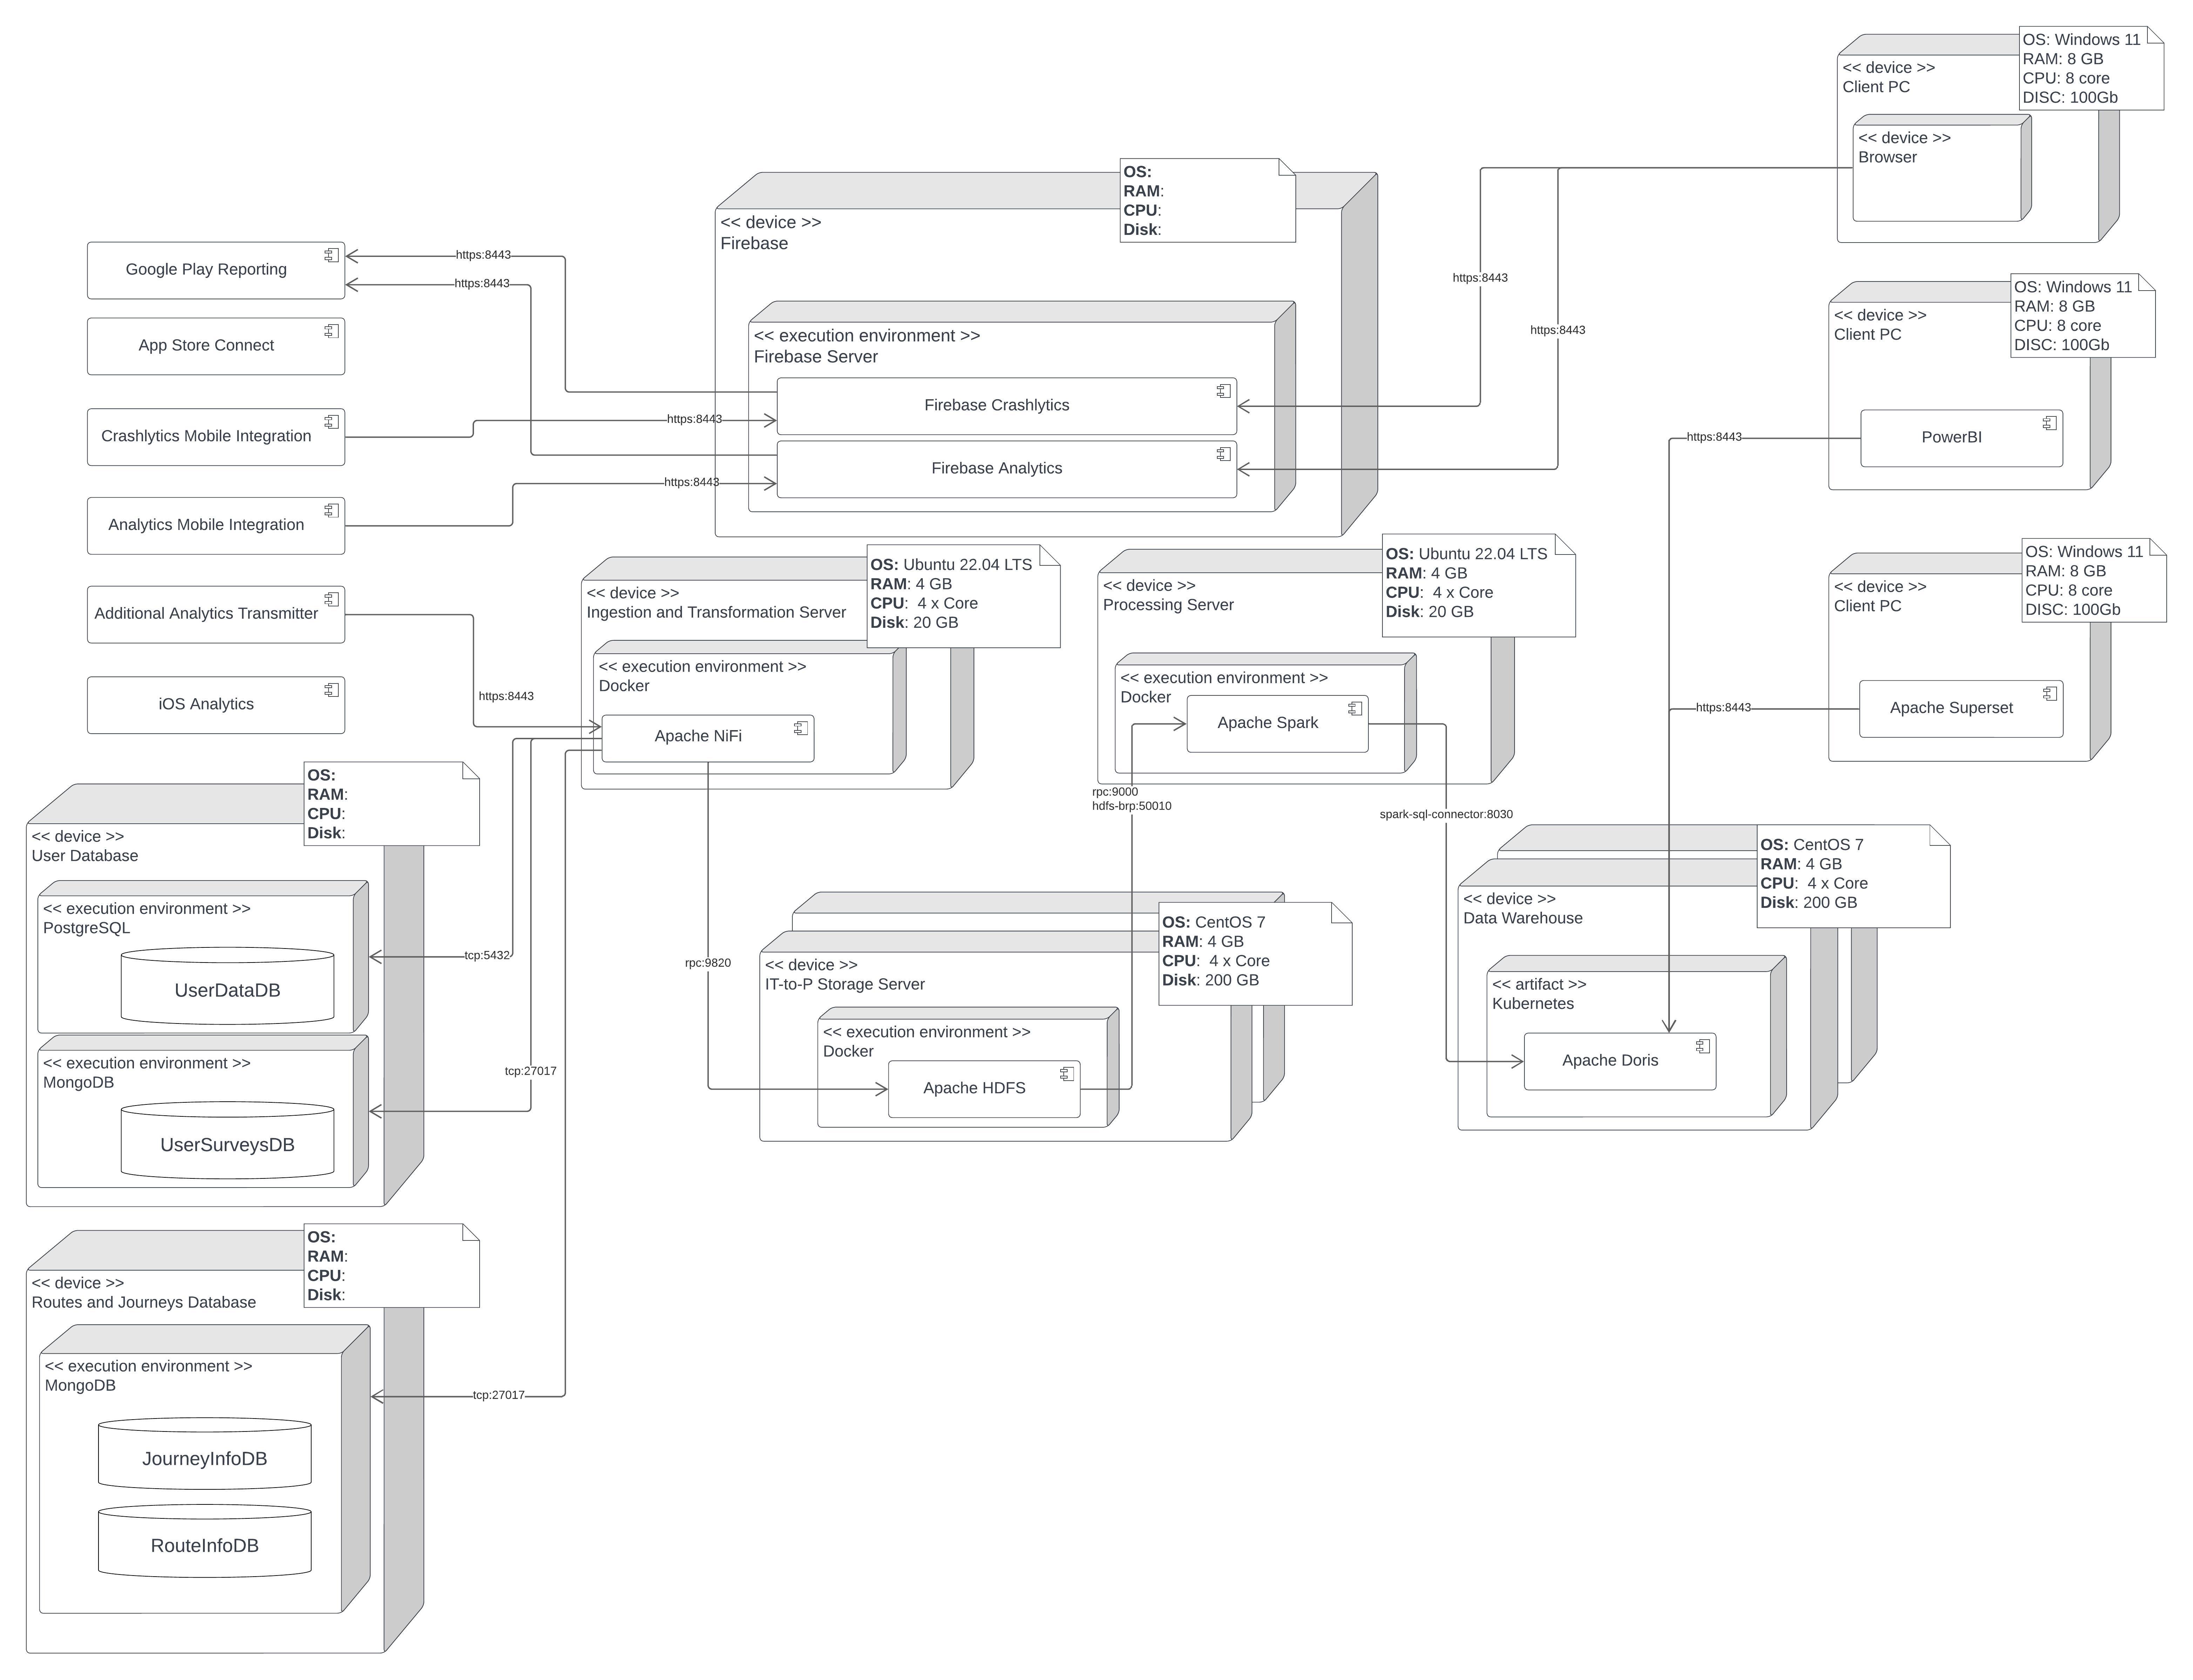 OS: Windows 11
RAM: 8 GB
CPU: 8 core
DISC: 100Gb
<< device >>
Client PC
<< device >>
Browser
OS:
RAM:
CPU:
Disk:
<< device >>
Firebase
<< execution environment >>
Firebase Server
Firebase Crashlytics
Firebase Analytics
Google Play Reporting
App Store Connect
Crashlytics Mobile Integration
Analytics Mobile Integration
Additional Analytics Transmitter
iOS Analytics
https:8443
https:8443
https:8443
https:8443
https:8443
https:8443
https:8443
OS: Windows 11
RAM: 8 GB
CPU: 8 core
DISC: 100Gb
<< device >>
Client PC
PowerBI
https:8443
OS: Windows 11
RAM: 8 GB
CPU: 8 core
DISC: 100Gb
<< device >>
Client PC
Apache Superset
https:8443
OS: Ubuntu 22.04 LTS
RAM: 4 GB
CPU:  4 x Core
Disk: 20 GB
<< device >>
Ingestion and Transformation Server
<< execution environment >>
Docker
Apache NiFi
OS: Ubuntu 22.04 LTS
RAM: 4 GB
CPU:  4 x Core
Disk: 20 GB
<< device >>
Processing Server
<< execution environment >>
Docker
Apache Spark
rpc:9000
hdfs-brp:50010
spark-sql-connector:8030
OS:
RAM:
CPU:
Disk:
<< device >>
User Database
<< execution environment >>
PostgreSQL
UserDataDB
<< execution environment >>
MongoDB
UserSurveysDB
tcp:5432
tcp:27017
rpc:9820
OS: CentOS 7
RAM: 4 GB
CPU:  4 x Core
Disk: 200 GB
<< device >>
IT-to-P Storage Server
<< execution environment >>
Docker
Apache HDFS
OS: CentOS 7
RAM: 4 GB
CPU:  4 x Core
Disk: 200 GB
<< device >>
Data Warehouse
<< artifact >>
Kubernetes
Apache Doris
OS:
RAM:
CPU:
Disk:
<< device >>
Routes and Journeys Database
<< execution environment >>
MongoDB
tcp:27017
JourneyInfoDB
RouteInfoDB